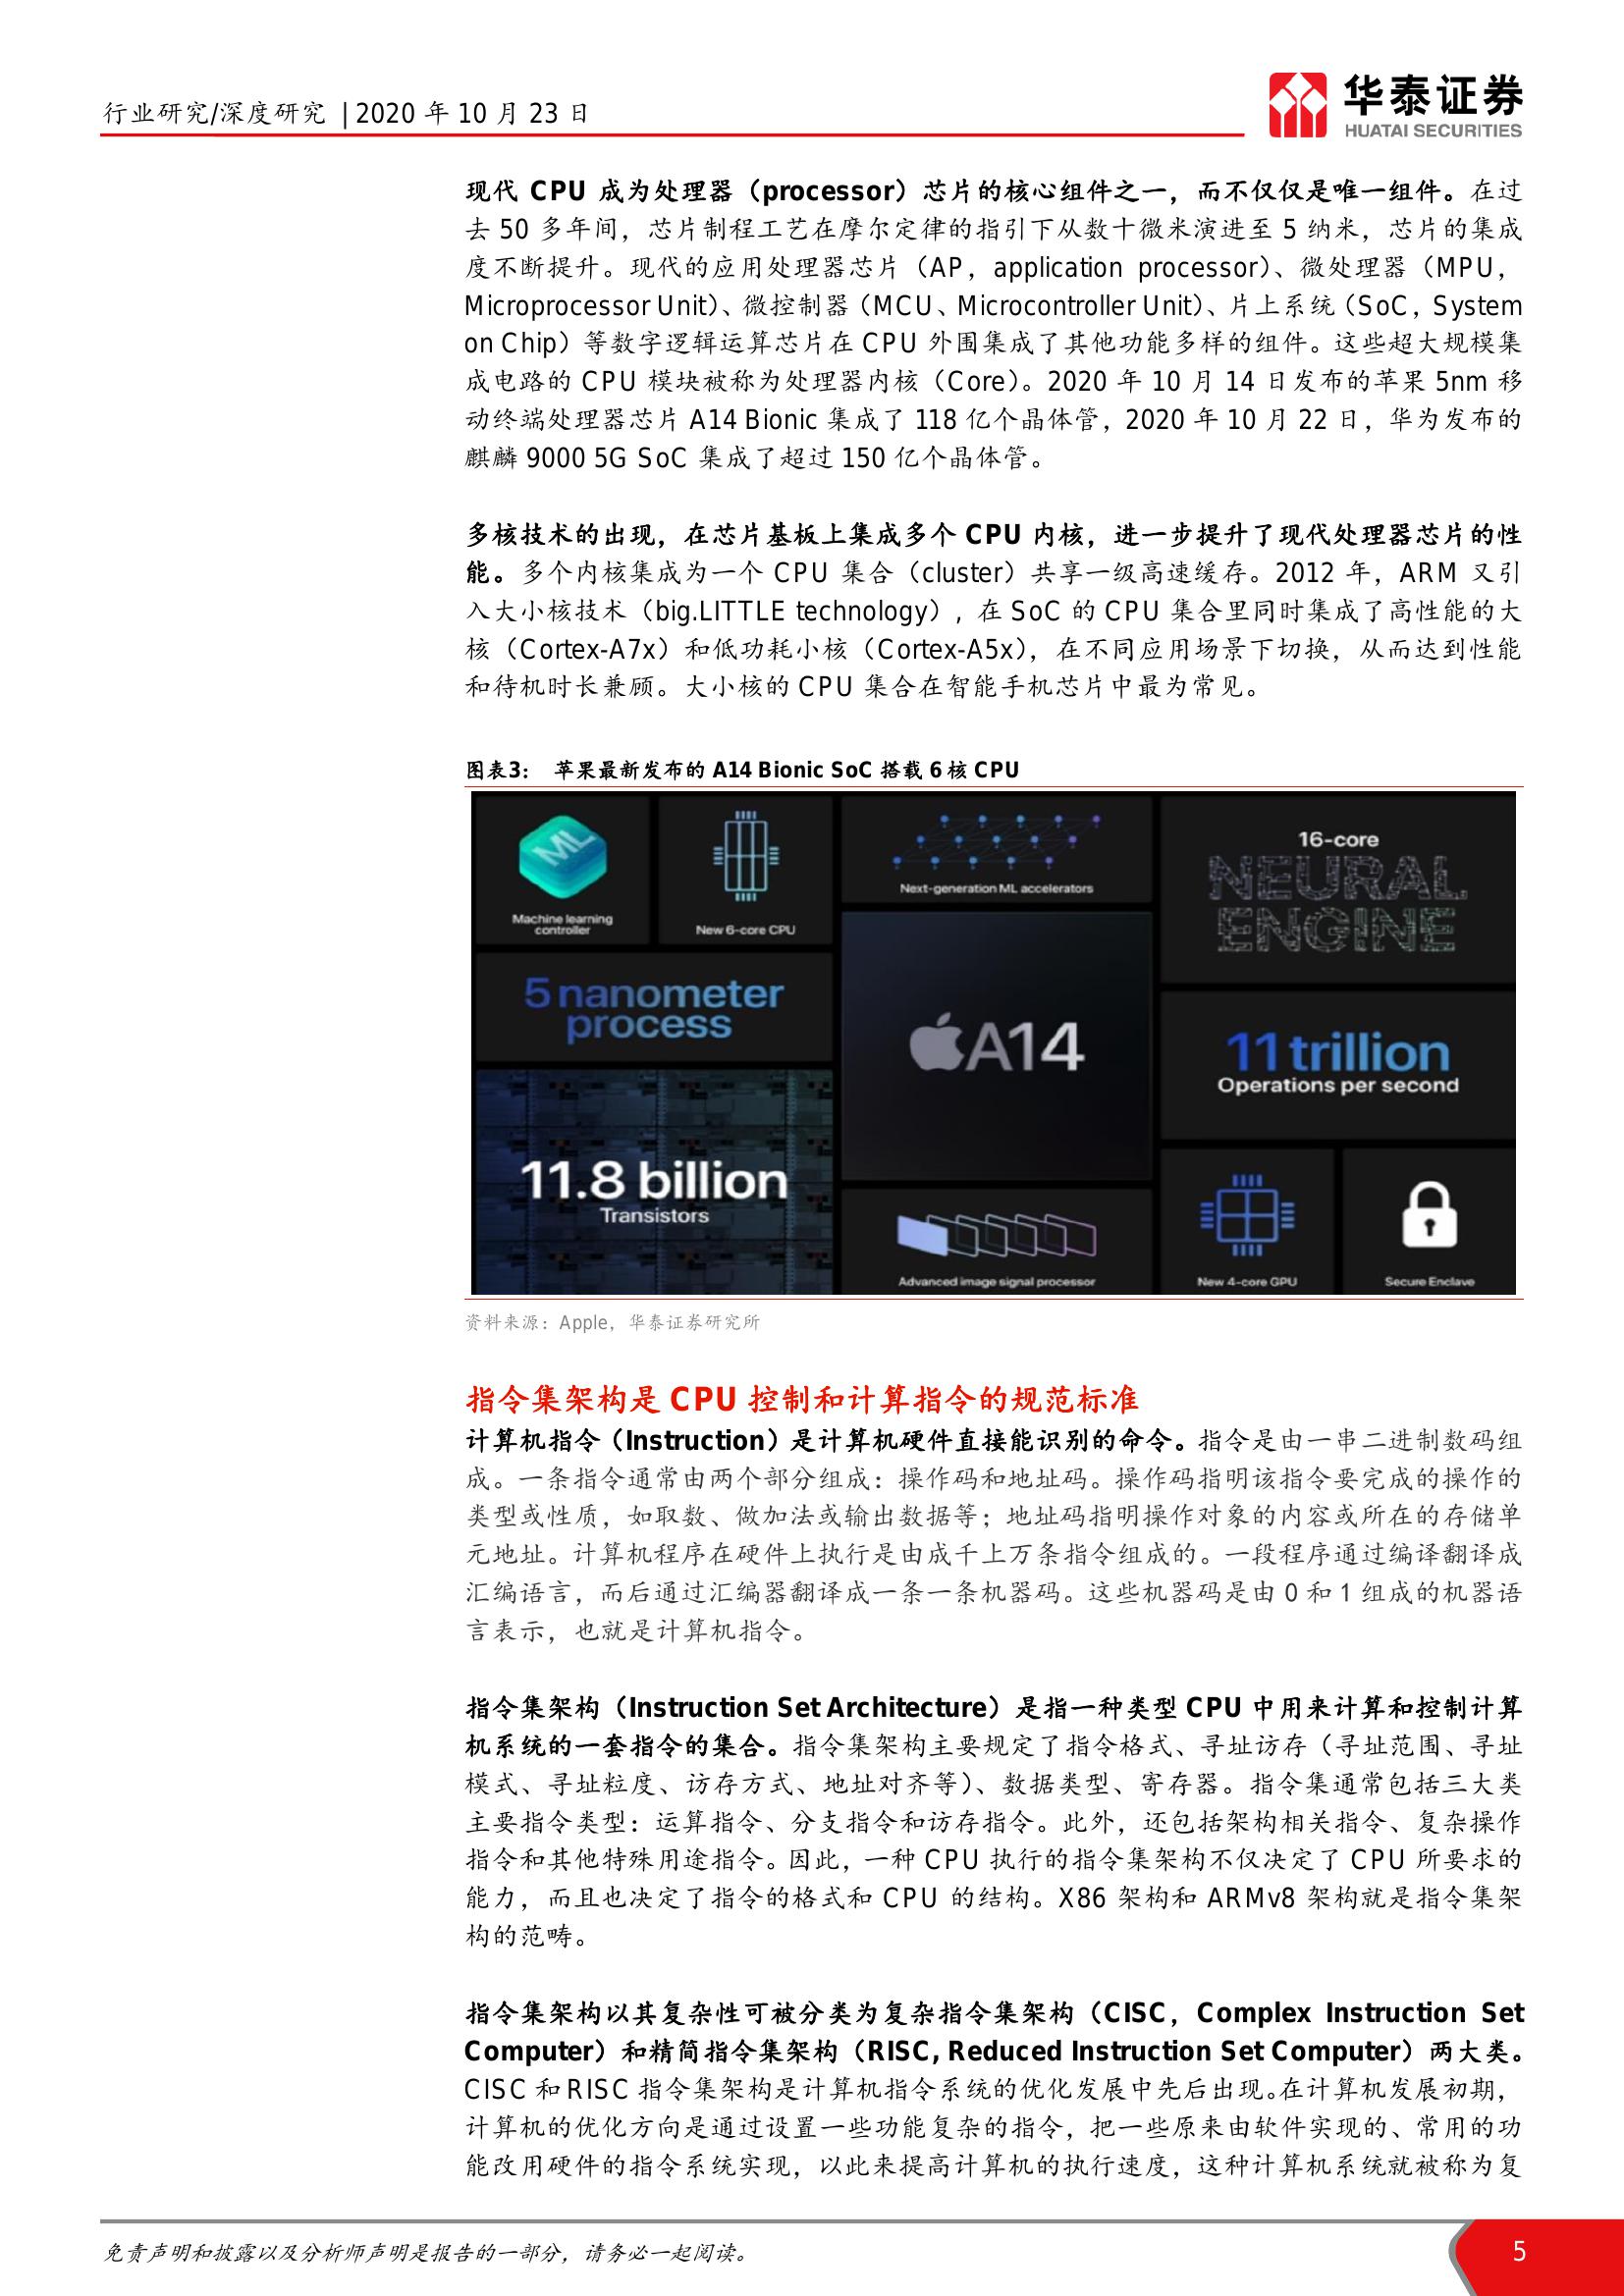 行业研究/深度研究 | 2020 年 10 月 23 日
华泰证券
HUATAI SECURITIES
现代 CPU 成为处理器（processor）芯片的核心组件之一，而不仅仅是唯一组件。在过
去 50 多年间，芯片制程工艺在摩尔定律的指引下从数十微米演进至 5 纳米，芯片的集成
度不断提升。现代的应用处理器芯片（AP，application processor）、微处理器（MPU，
Microprocessor Unit）、微控制器（MCU、Microcontroller Unit）、片上系统（SoC，System
on Chip）等数字逻辑运算芯片在 CPU 外围集成了其他功能多样的组件。这些超大规模集
成电路的 CPU 模块被称为处理器内核（Core）。2020 年 10 月 14 日发布的苹果 5nm 移
动终端处理器芯片 A14 Bionic 集成了 118 亿个晶体管，2020 年 10 月 22 日，华为发布的
麒麟 9000 5G SoC 集成了超过 150 亿个晶体管。
多核技术的出现，在芯片基板上集成多个 CPU 内核，进一步提升了现代处理器芯片的性
能。多个内核集成为一个 CPU 集合（cluster）共享一级高速缓存。2012 年，ARM 又引
入大小核技术（big.LITTLE technology），在 SoC 的 CPU 集合里同时集成了高性能的大
核（Cortex-A7x）和低功耗小核（Cortex-A5x），在不同应用场景下切换，从而达到性能
和待机时长兼顾。大小核的 CPU 集合在智能手机芯片中最为常见。
图表3： 苹果最新发布的 A14 Bionic SoC 搭载 6 核 CPU
ML
Machine learning
controller
New 6-core CPU
Next-generation ML accelerators
16-core
NEURAL
ENGINE
5 nanometer
process
A14
11 trillion
Operations per second
11.8 billion
Transistors
Advanced image signal processor
New 4-core GPU
Secure Enclave
资料来源：Apple，华泰证券研究所
指令集架构是 CPU 控制和计算指令的规范标准
计算机指令（Instruction）是计算机硬件直接能识别的命令。指令是由一串二进制数码组
成。一条指令通常由两个部分组成：操作码和地址码。操作码指明该指令要完成的操作的
类型或性质，如取数、做加法或输出数据等；地址码指明操作对象的内容或所在的存储单
元地址。计算机程序在硬件上执行是由成千上万条指令组成的。一段程序通过编译翻译成
汇编语言，而后通过汇编器翻译成一条一条机器码。这些机器码是由 0 和 1 组成的机器语
言表示，也就是计算机指令。
指令集架构（Instruction Set Architecture）是指一种类型 CPU 中用来计算和控制计算
机系统的一套指令的集合。指令集架构主要规定了指令格式、寻址访存（寻址范围、寻址
模式、寻址粒度、访存方式、地址对齐等）、数据类型、寄存器。指令集通常包括三大类
主要指令类型：运算指令、分支指令和访存指令。此外，还包括架构相关指令、复杂操作
指令和其他特殊用途指令。因此，一种 CPU 执行的指令集架构不仅决定了 CPU 所要求的
能力，而且也决定了指令的格式和 CPU 的结构。X86 架构和 ARMv8 架构就是指令集架
构的范畴。
指令集架构以其复杂性可被分类为复杂指令集架构（CISC，Complex Instruction Set
Computer）和精简指令集架构（RISC, Reduced Instruction Set Computer）两大类。
CISC 和 RISC 指令集架构是计算机指令系统的优化发展中先后出现。在计算机发展初期，
计算机的优化方向是通过设置一些功能复杂的指令，把一些原来由软件实现的、常用的功
能改用硬件的指令系统实现，以此来提高计算机的执行速度，这种计算机系统就被称为复
免责声明和披露以及分析师声明是报告的一部分，请务必一起阅读。
5